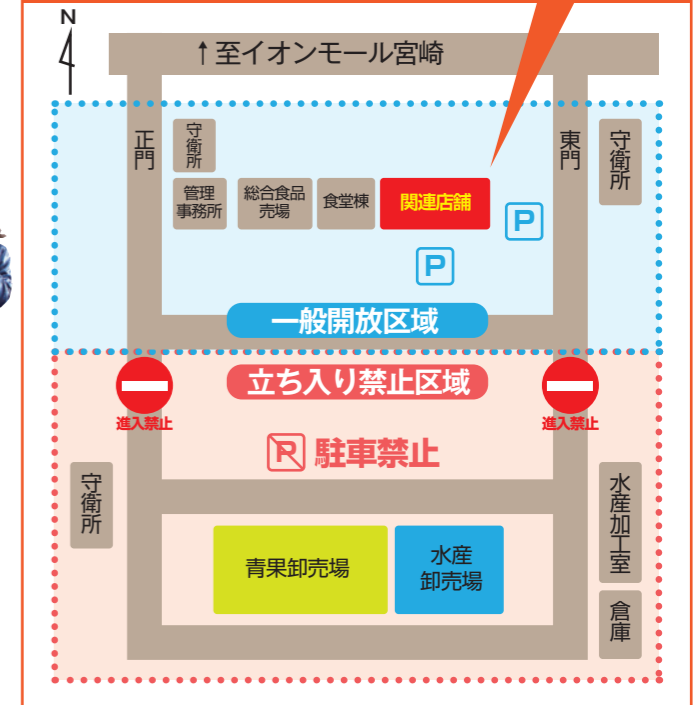 N
↑至イオンモール宮崎
正門
守衛所
東門
守衛所
管理
事務所
総合食品
売場
食堂棟
関連店舗
P
P
一般開放区域
立ち入り禁止区域
進入禁止
進入禁止
P 駐車禁止
守衛所
水産加工室
青果卸売場
水産
卸売場
倉庫